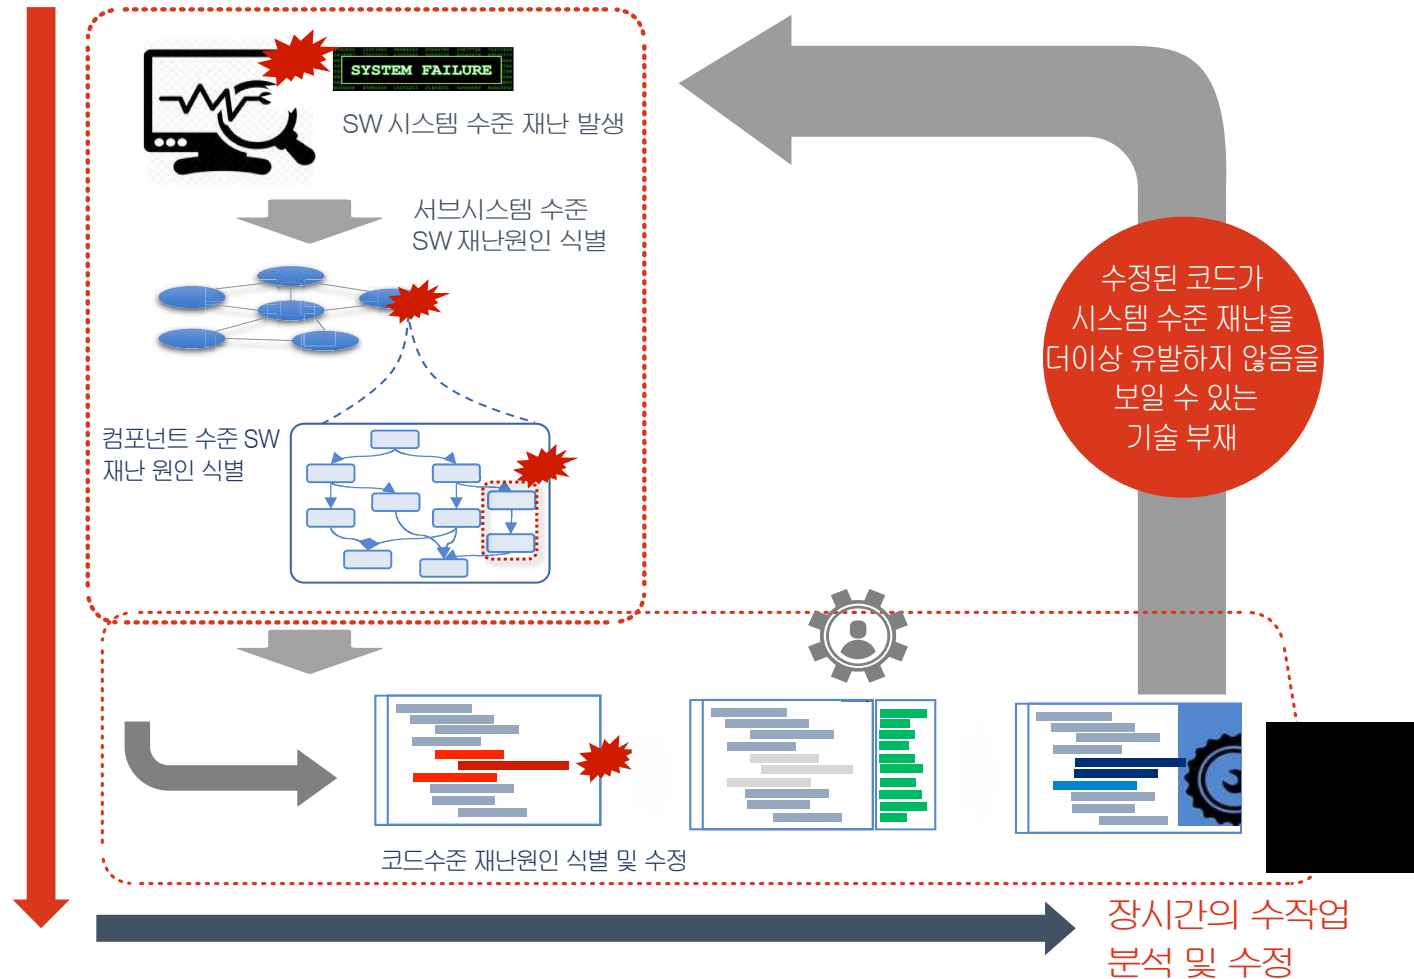 SYSTEM FAILURE
SW 시스템 수준 재난 발생
서브시스템 수준
SW 재난원인 식별
컴포넌트 수준 SW
재난 원인 식별
수정된 코드가
시스템 수준 재난을
더이상 유발하지 않음을
보일 수 있는
기술 부재
코드수준 재난원인 식별 및 수정
장시간의 수작업
분석 및 수정